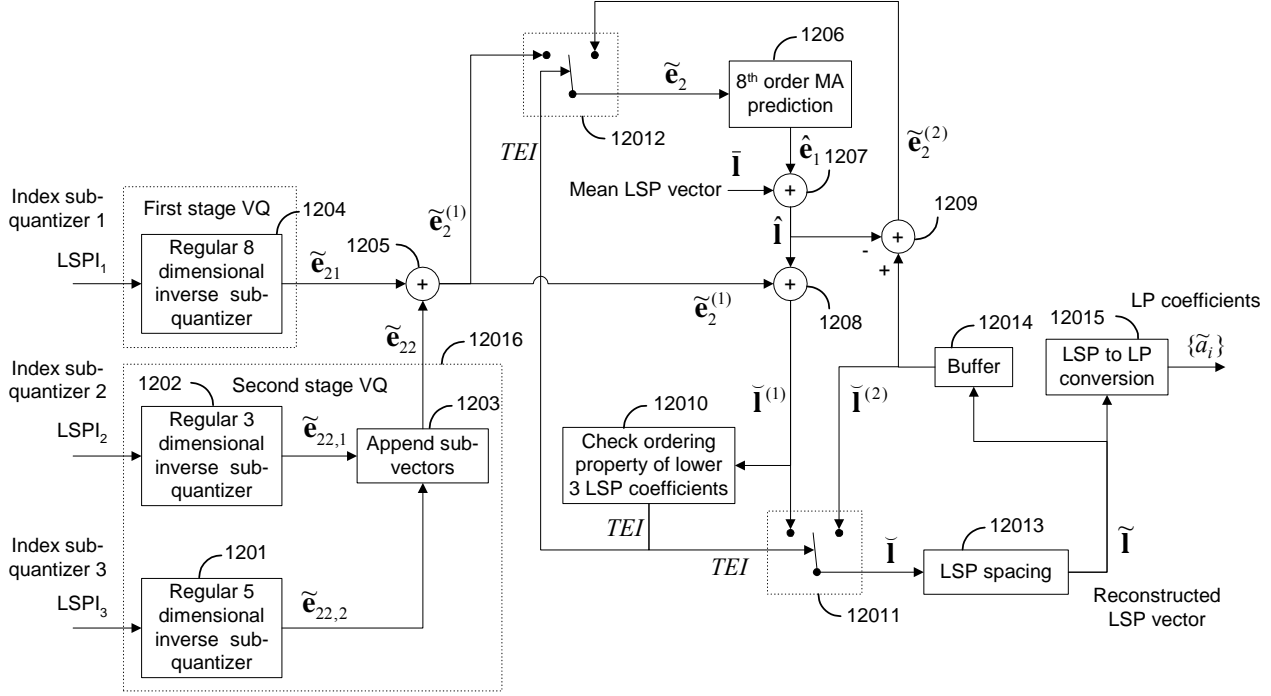 1206
8th order MA
prediction
12012
TEI
ẽ₂
ê₁
1207
l̄
Mean LSP vector
l̂
ẽ₂⁽²⁾
1209
-
+
+
+
Index sub-
quantizer 1
LSPI₁
First stage VQ
1204
Regular 8
dimensional
inverse sub-
quantizer
ẽ₂₁
1205
+
ẽ₂⁽¹⁾
ẽ₂⁽¹⁾
+
1208
ẽ₂₂
12016
Index sub-
quantizer 2
LSPI₂
Second stage VQ
1202
Regular 3
dimensional
inverse sub-
quantizer
ẽ₂₂,₁
1203
Append sub-
vectors
Index sub-
quantizer 3
LSPI₃
1201
Regular 5
dimensional
inverse sub-
quantizer
ẽ₂₂,₂
12010
Check ordering
property of lower
3 LSP coefficients
TEI
TEI
l̆⁽¹⁾
l̆⁽²⁾
12011
l̆
12013
LSP spacing
l̃
Reconstructed
LSP vector
12014
Buffer
12015
LSP to LP
conversion
LP coefficients
{ãᵢ}